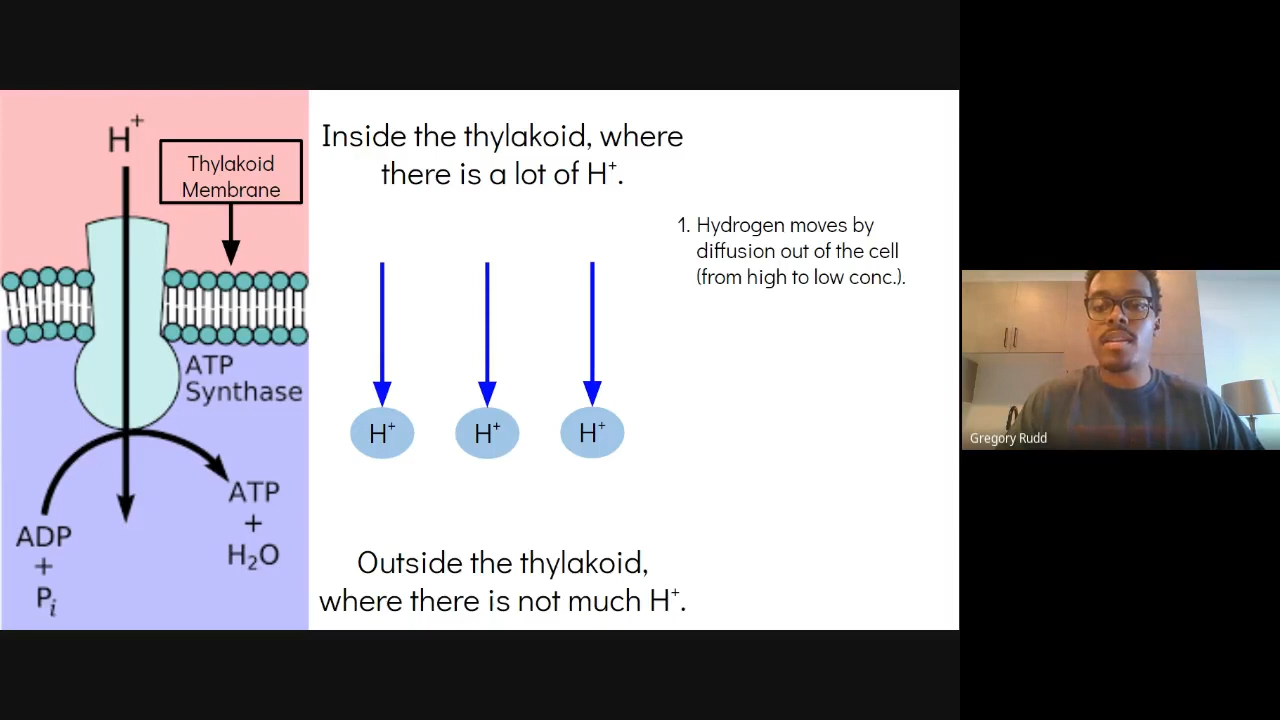 H⁺
Thylakoid
Membrane
ATP
Synthase
ADP
+
Pᵢ
ATP
+
H₂O
Inside the thylakoid, where
there is a lot of H⁺.
H⁺ H⁺ H⁺
Outside the thylakoid,
where there is not much H⁺.
1. Hydrogen moves by
diffusion out of the cell
(from high to low conc.).
Gregory Rudd